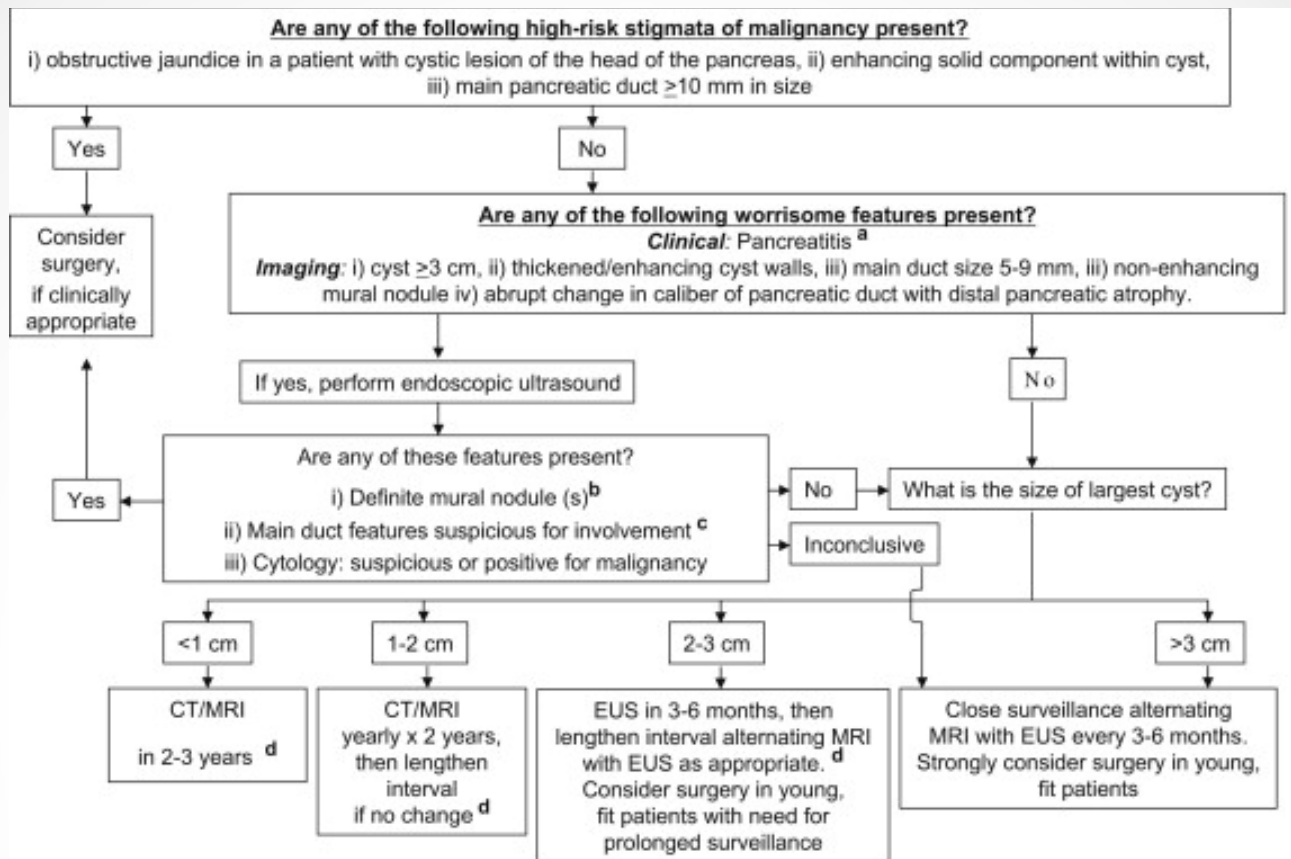 Are any of the following high-risk stigmata of malignancy present?
i) obstructive jaundice in a patient with cystic lesion of the head of the pancreas, ii) enhancing solid component within cyst,
iii) main pancreatic duct ≥10 mm in size
Yes
No
Consider
surgery,
if clinically
appropriate
Are any of the following worrisome features present?
Clinical: Pancreatitis a
Imaging: i) cyst ≥3 cm, ii) thickened/enhancing cyst walls, iii) main duct size 5-9 mm, iii) non-enhancing
mural nodule iv) abrupt change in caliber of pancreatic duct with distal pancreatic atrophy.
If yes, perform endoscopic ultrasound
No
Are any of these features present?
i) Definite mural nodule (s) b
ii) Main duct features suspicious for involvement c
iii) Cytology: suspicious or positive for malignancy
Yes
No
What is the size of largest cyst?
Inconclusive
<1 cm
1-2 cm
2-3 cm
>3 cm
CT/MRI
in 2-3 years d
CT/MRI
yearly x 2 years,
then lengthen
interval
if no change d
EUS in 3-6 months, then
lengthen interval alternating MRI
with EUS as appropriate. d
Consider surgery in young,
fit patients with need for
prolonged surveillance
Close surveillance alternating
MRI with EUS every 3-6 months.
Strongly consider surgery in young,
fit patients